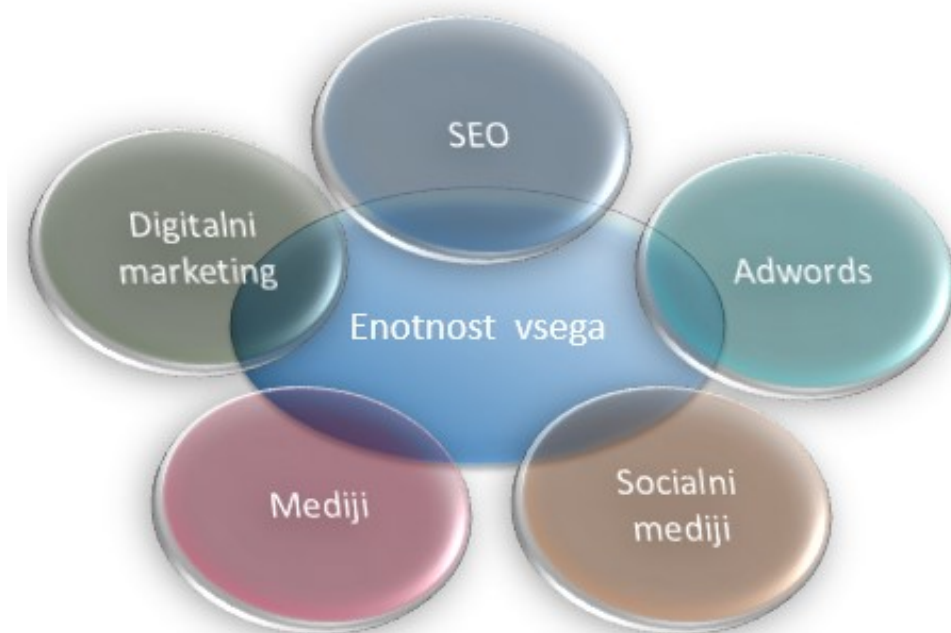 SEO
Digitalni
marketing
Adwords
Enotnost vsega
Mediji
Socialni
mediji